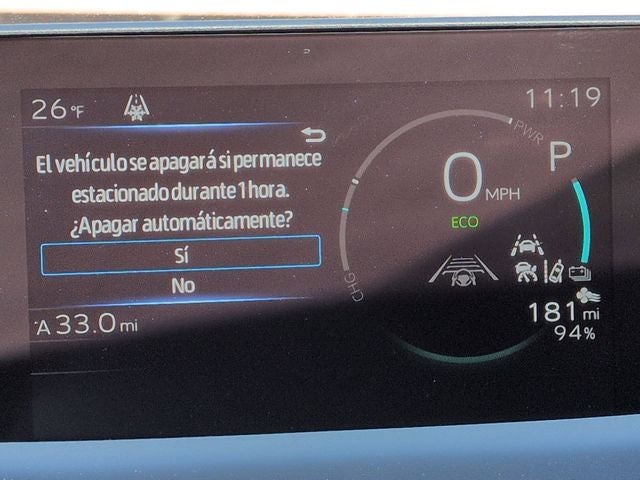 26°F
11:19
El vehículo se apagará si permanece
estacionado durante 1 hora.
¿Apagar automáticamente?
Sí
No
A 33.0 mi
PWR
P
0 MPH
ECO
CHG
181 mi
94%